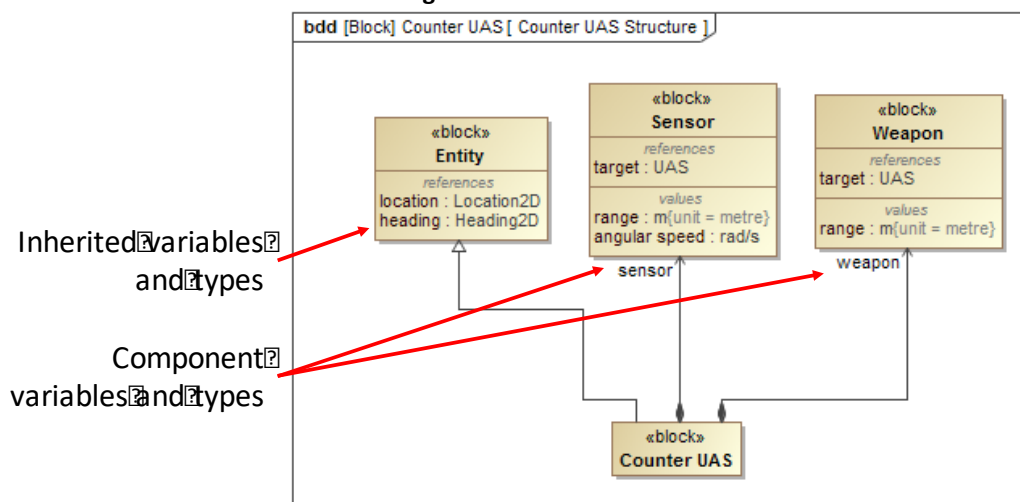 bdd [Block] Counter UAS [ Counter UAS Structure ]
«block»
Entity
references
location : Location2D
heading : Heading2D
«block»
Sensor
references
target : UAS
values
range : m{unit = metre}
angular speed : rad/s
«block»
Weapon
references
target : UAS
values
range : m{unit = metre}
sensor
weapon
Inherited⍰variables⍰
and⍰types
Component⍰
variables⍰and⍰types
«block»
Counter UAS